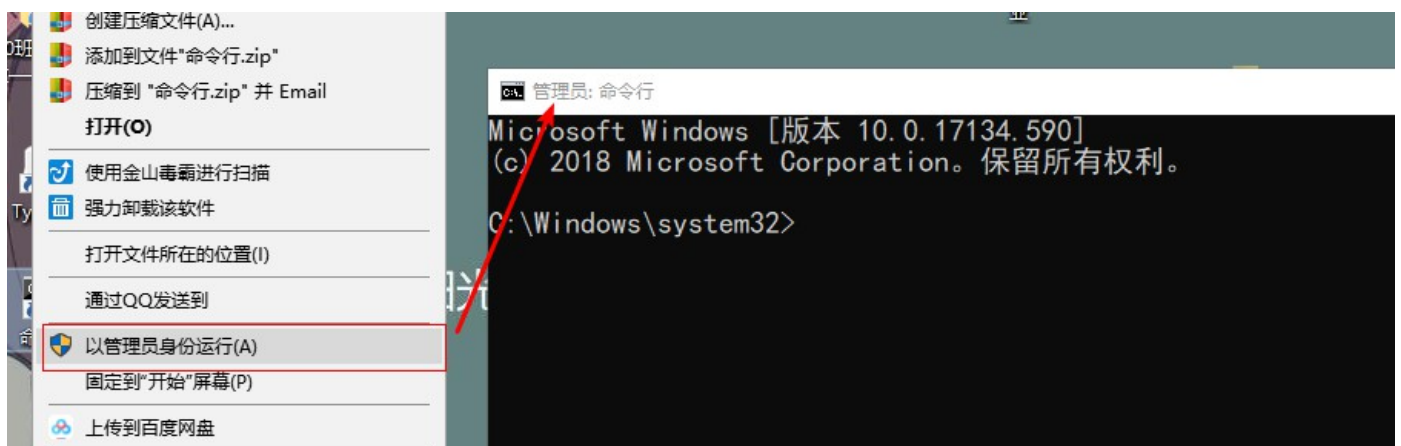 创建压缩文件(A)...
添加到文件"命令行.zip"
压缩到 "命令行.zip" 并 Email
打开(O)
使用金山毒霸进行扫描
强力卸载该软件
打开文件所在的位置(I)
通过QQ发送到
以管理员身份运行(A)
固定到"开始"屏幕(P)
上传到百度网盘
班
Ty
命
业
光
管理员: 命令行
Microsoft Windows [版本 10.0.17134.590]
(c) 2018 Microsoft Corporation。保留所有权利。
C:\Windows\system32>